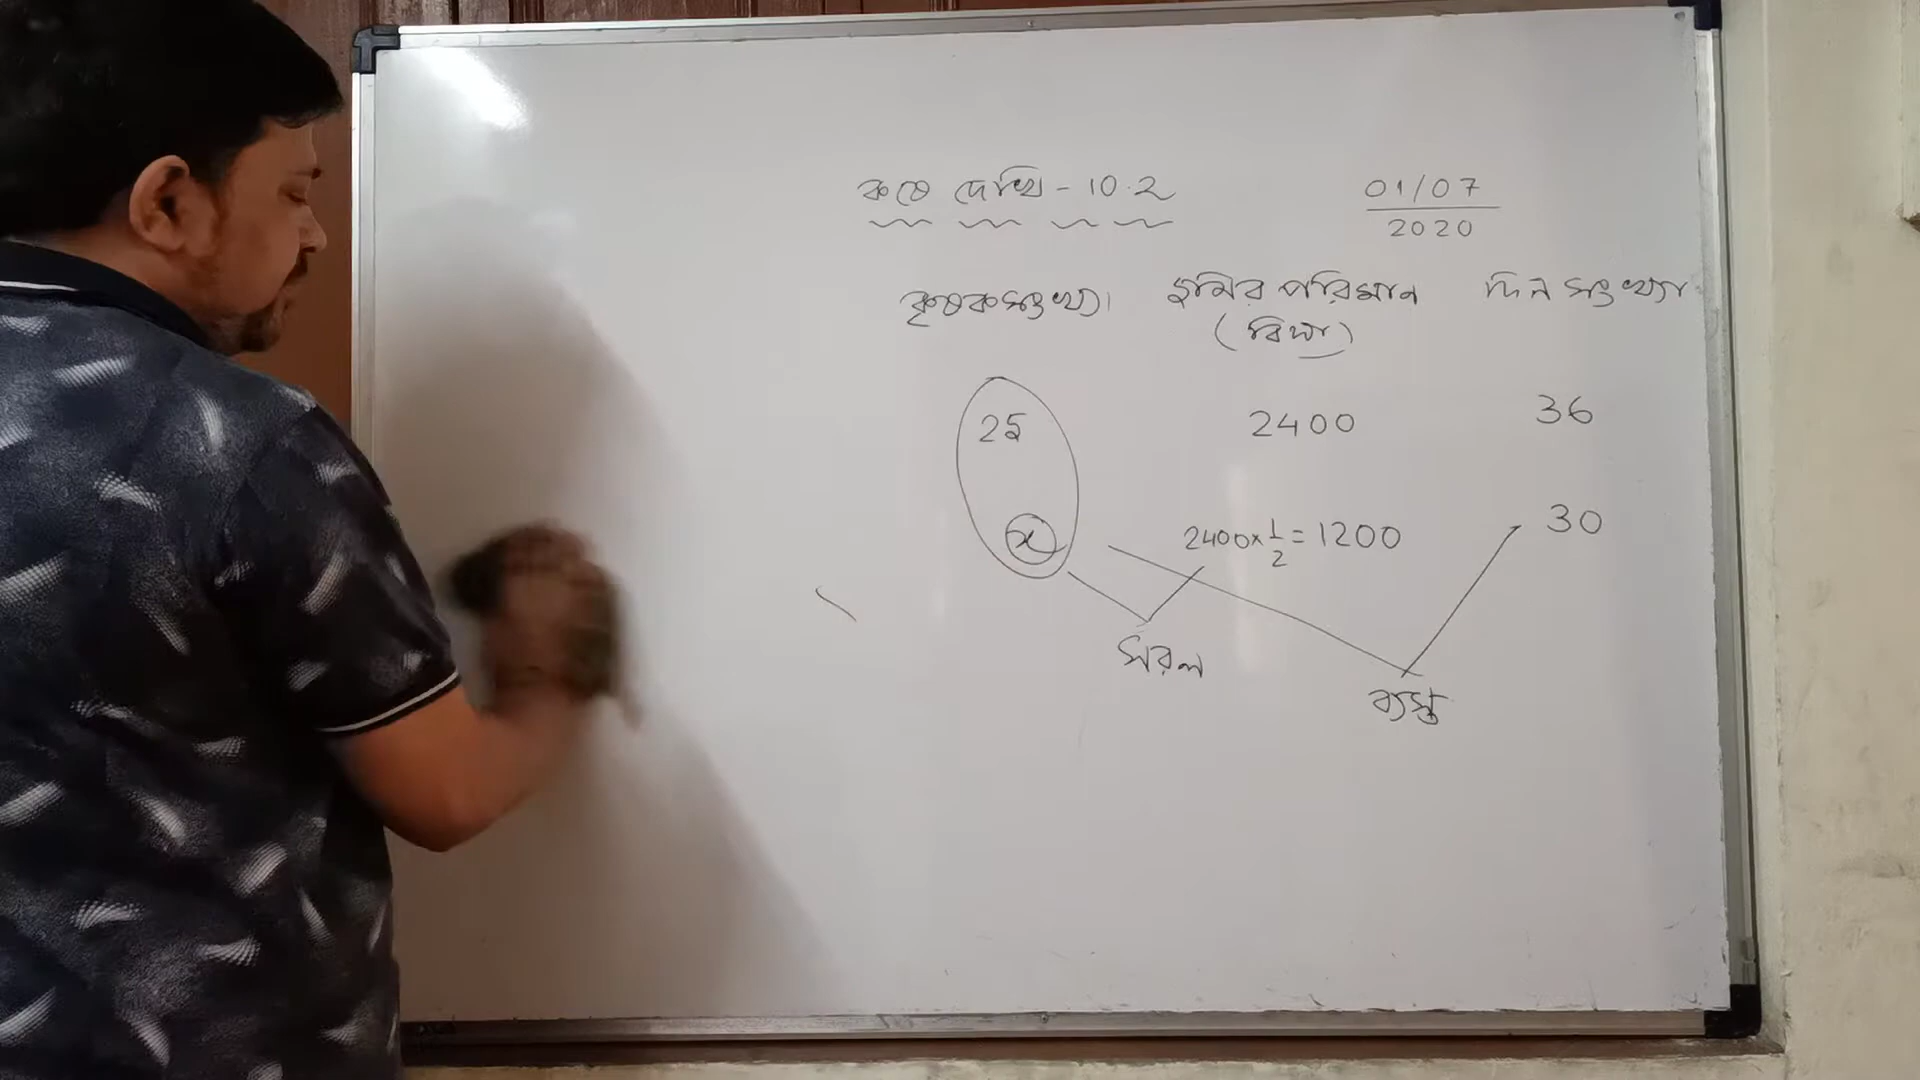 কষে দেখি - 10.2
01/07
2020
কৃষকসংখ্যা জমির পরিমান দিন সংখ্যা
(বিঘা)
25 2400 36
x 2400 × 1/2 = 1200 30
সরল
ব্যস্ত